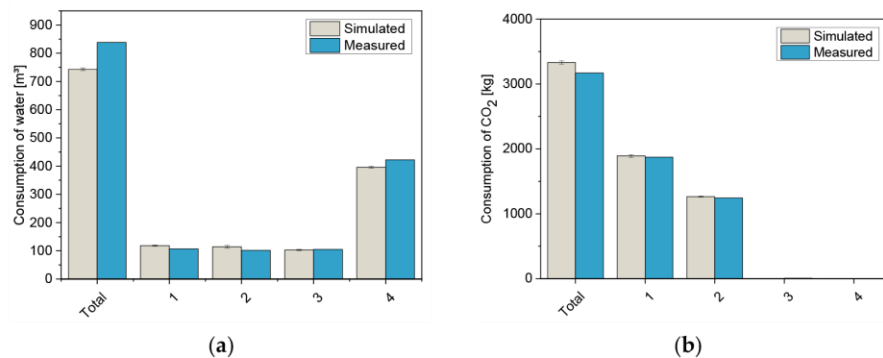 Consumption of water [m³]
900
800
700
600
500
400
300
200
100
0
Simulated
Measured
Total
1
2
3
4
(a)
Consumption of CO₂ [kg]
4000
3000
2000
1000
0
Simulated
Measured
Total
1
2
3
4
(b)